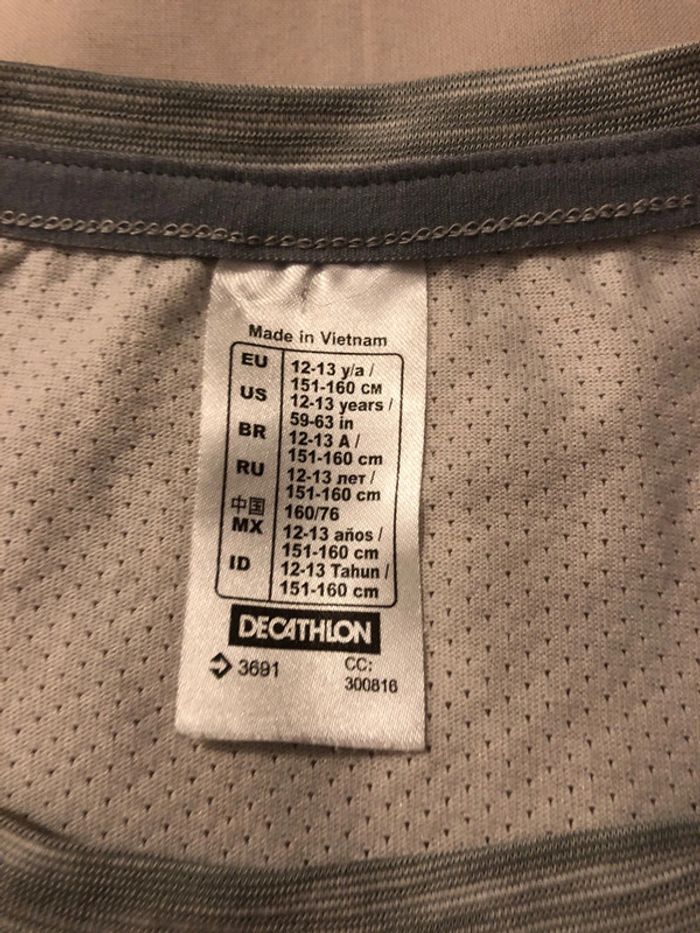 Made in Vietnam
EU 12-13 y/a /
151-160 CM
US 12-13 years /
59-63 in
BR 12-13 A /
151-160 cm
RU 12-13 лет /
151-160 cm
中国 160/76
MX 12-13 años /
151-160 cm
ID 12-13 Tahun /
151-160 cm
DECATHLON
3691 CC:
300816